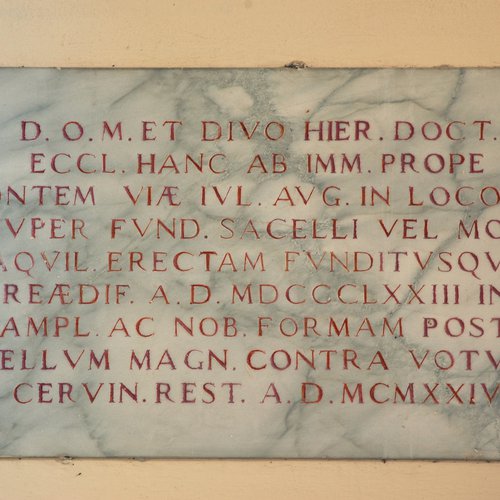 D. O. M. ET DIVO HIER. DOCT.
ECCL. HANC AB IMM. PROPE
ONTEM VIÆ IVL. AVG. IN LOCO
VPER FVND. SACELLI VEL MO
AQVIL. ERECTAM FVNDITVSQV
REÆDIF. A. D. MDCCCCLXXIII IN
AMPL. AC NOB. FORMAM POST
ELLVM MAGN. CONTRA VOTV
CERVIN. REST. A. D. MCMXXIV